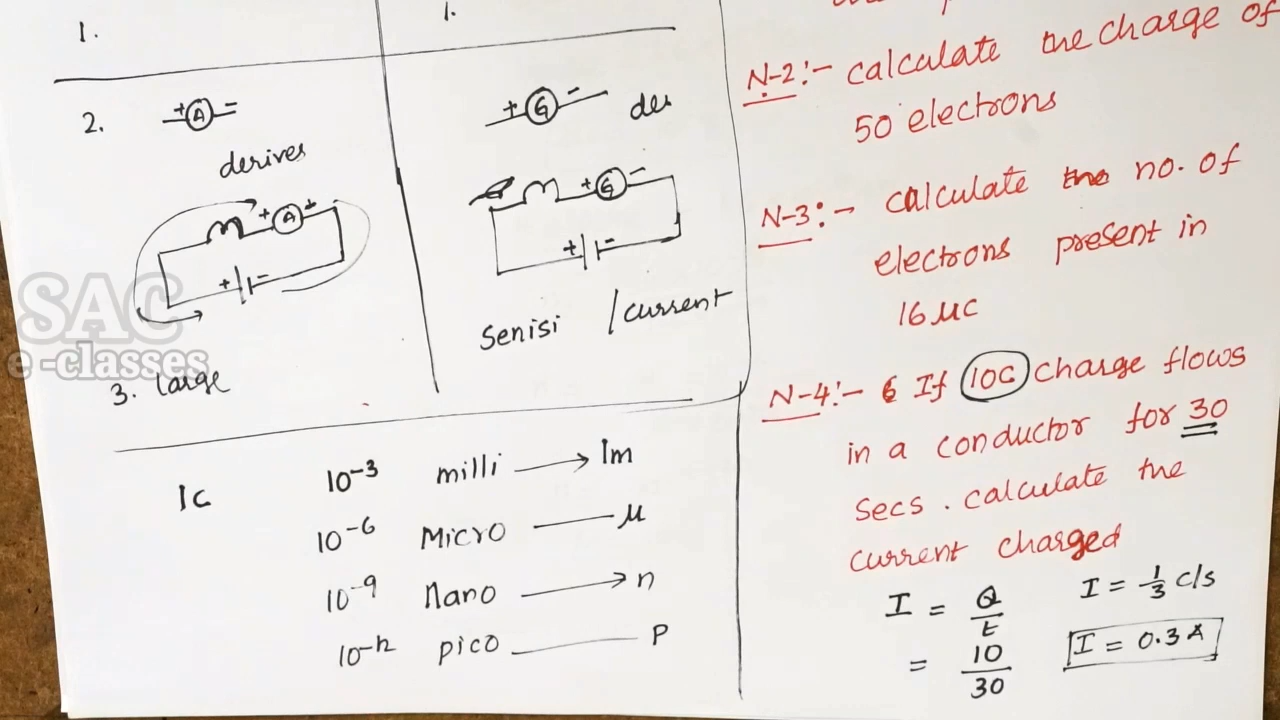 1.
1.
2. + A -
derives
+ A +
+ -
3. large
+ G -
der
+ G -
+ -
Senisi / current
SAC
e-classes
1c
10-3 milli → 1m
10-6 Micro — μ
10-9 Nano → n
10-12 pico — P
N-2:- calculate the charge of
50 electrons
N-3:- calculate the no. of
electrons present in
16 μc
N-4:- If 10C charge flows
in a conductor for 30
secs. calculate the
current charged
I = Q/t
= 10/30
I = 1/3 c/s
I = 0.3 A